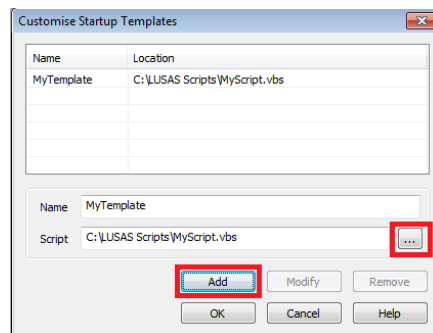 Customise Startup Templates
Name Location
MyTemplate C:\LUSAS Scripts\MyScript.vbs
Name MyTemplate
Script C:\LUSAS Scripts\MyScript.vbs ...
Add Modify Remove
OK Cancel Help